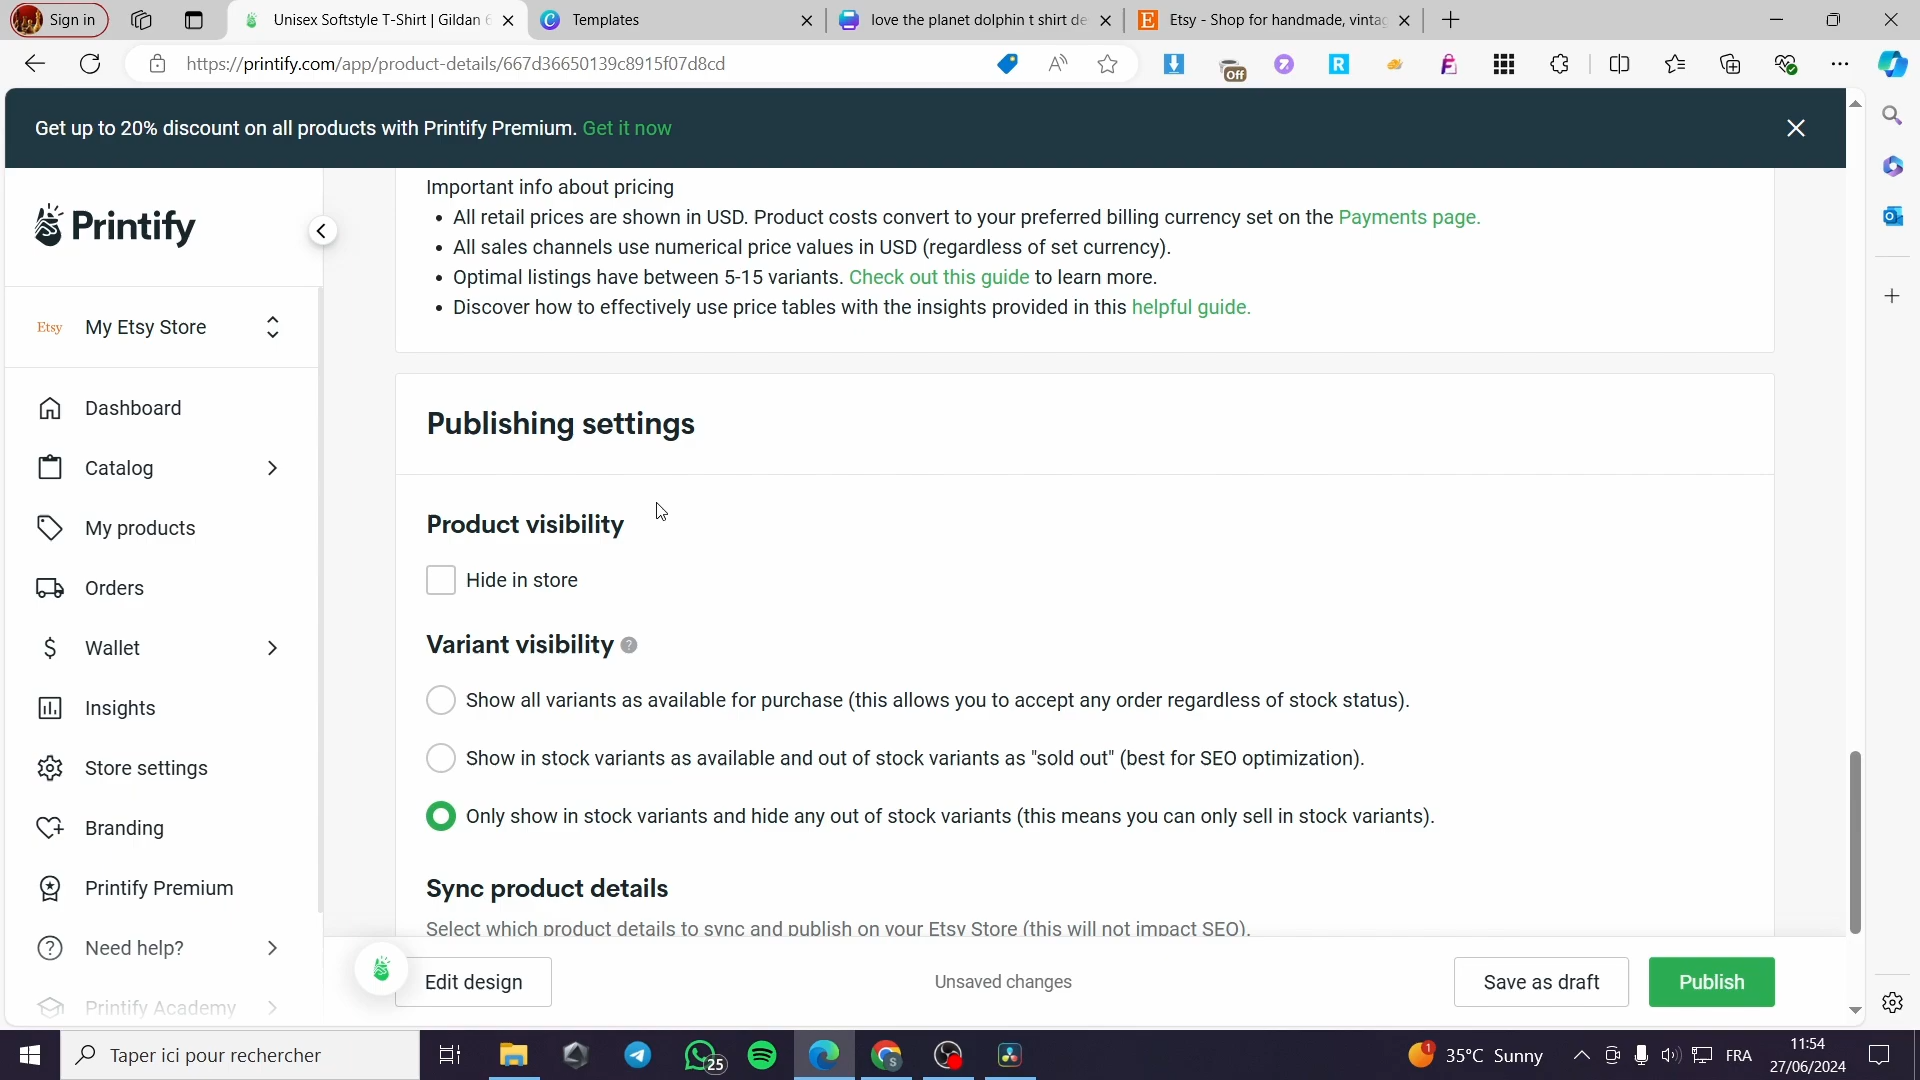 Sign in
Unisex Softstyle T-Shirt | Gildan 6
Templates
love the planet dolphin t shirt de
Etsy - Shop for handmade, vintag
https://printify.com/app/product-details/667d36650139c8915f07d8cd
Off
Get up to 20% discount on all products with Printify Premium. Get it now
Printify
Etsy My Etsy Store
Dashboard
Catalog
My products
Orders
Wallet
Insights
Store settings
Branding
Printify Premium
Need help?
Printify Academy
Important info about pricing
• All retail prices are shown in USD. Product costs convert to your preferred billing currency set on the Payments page.
• All sales channels use numerical price values in USD (regardless of set currency).
• Optimal listings have between 5-15 variants. Check out this guide to learn more.
• Discover how to effectively use price tables with the insights provided in this helpful guide.
Publishing settings
Product visibility
Hide in store
Variant visibility ?
Show all variants as available for purchase (this allows you to accept any order regardless of stock status).
Show in stock variants as available and out of stock variants as "sold out" (best for SEO optimization).
Only show in stock variants and hide any out of stock variants (this means you can only sell in stock variants).
Sync product details
Select which product details to sync and publish on your Etsy Store (this will not impact SEO).
Edit design
Unsaved changes
Save as draft
Publish
Taper ici pour rechercher
25
1
35°C Sunny
FRA
11:54
27/06/2024